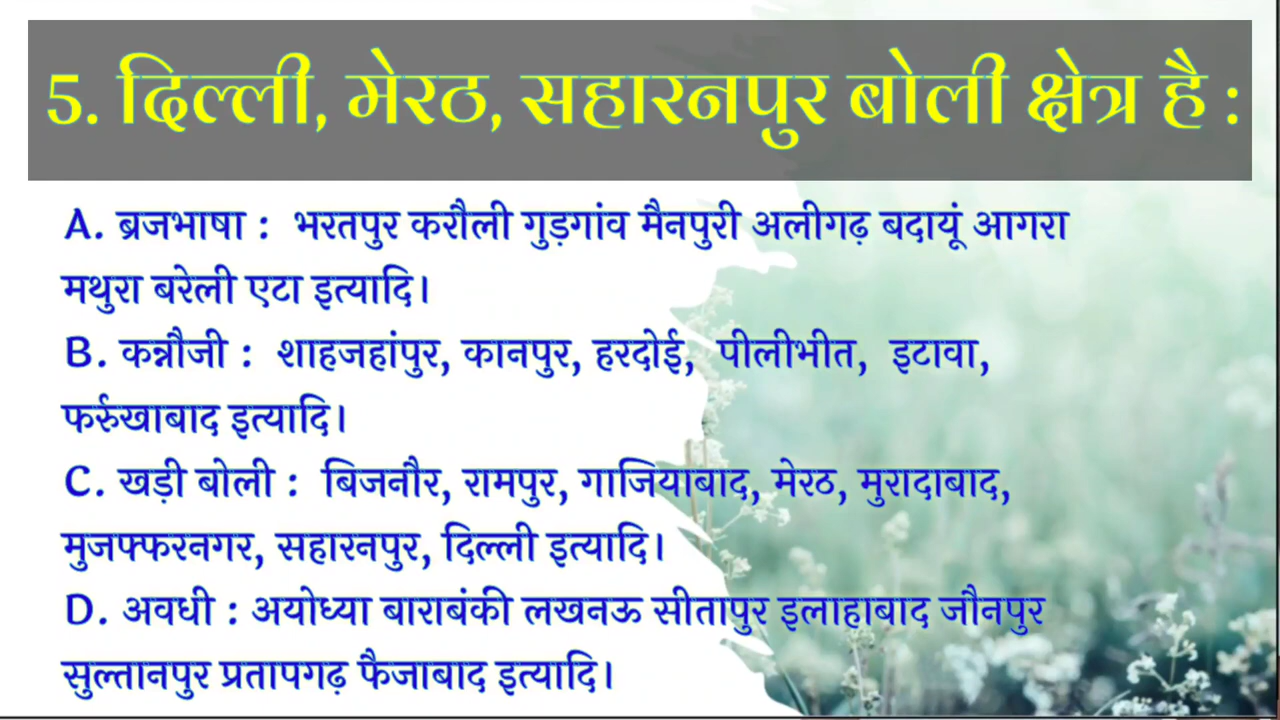 5. दिल्ली, मेरठ, सहारनपुर बोली क्षेत्र है :
A. ब्रजभाषा : भरतपुर करौली गुड़गांव मैनपुरी अलीगढ़ बदायूं आगरा
मथुरा बरेली एटा इत्यादि।
B. कन्नौजी : शाहजहांपुर, कानपुर, हरदोई, पीलीभीत, इटावा,
फर्रुखाबाद इत्यादि।
C. खड़ी बोली : बिजनौर, रामपुर, गाजियाबाद, मेरठ, मुरादाबाद,
मुजफ्फरनगर, सहारनपुर, दिल्ली इत्यादि।
D. अवधी : अयोध्या बाराबंकी लखनऊ सीतापुर इलाहाबाद जौनपुर
सुल्तानपुर प्रतापगढ़ फैजाबाद इत्यादि।